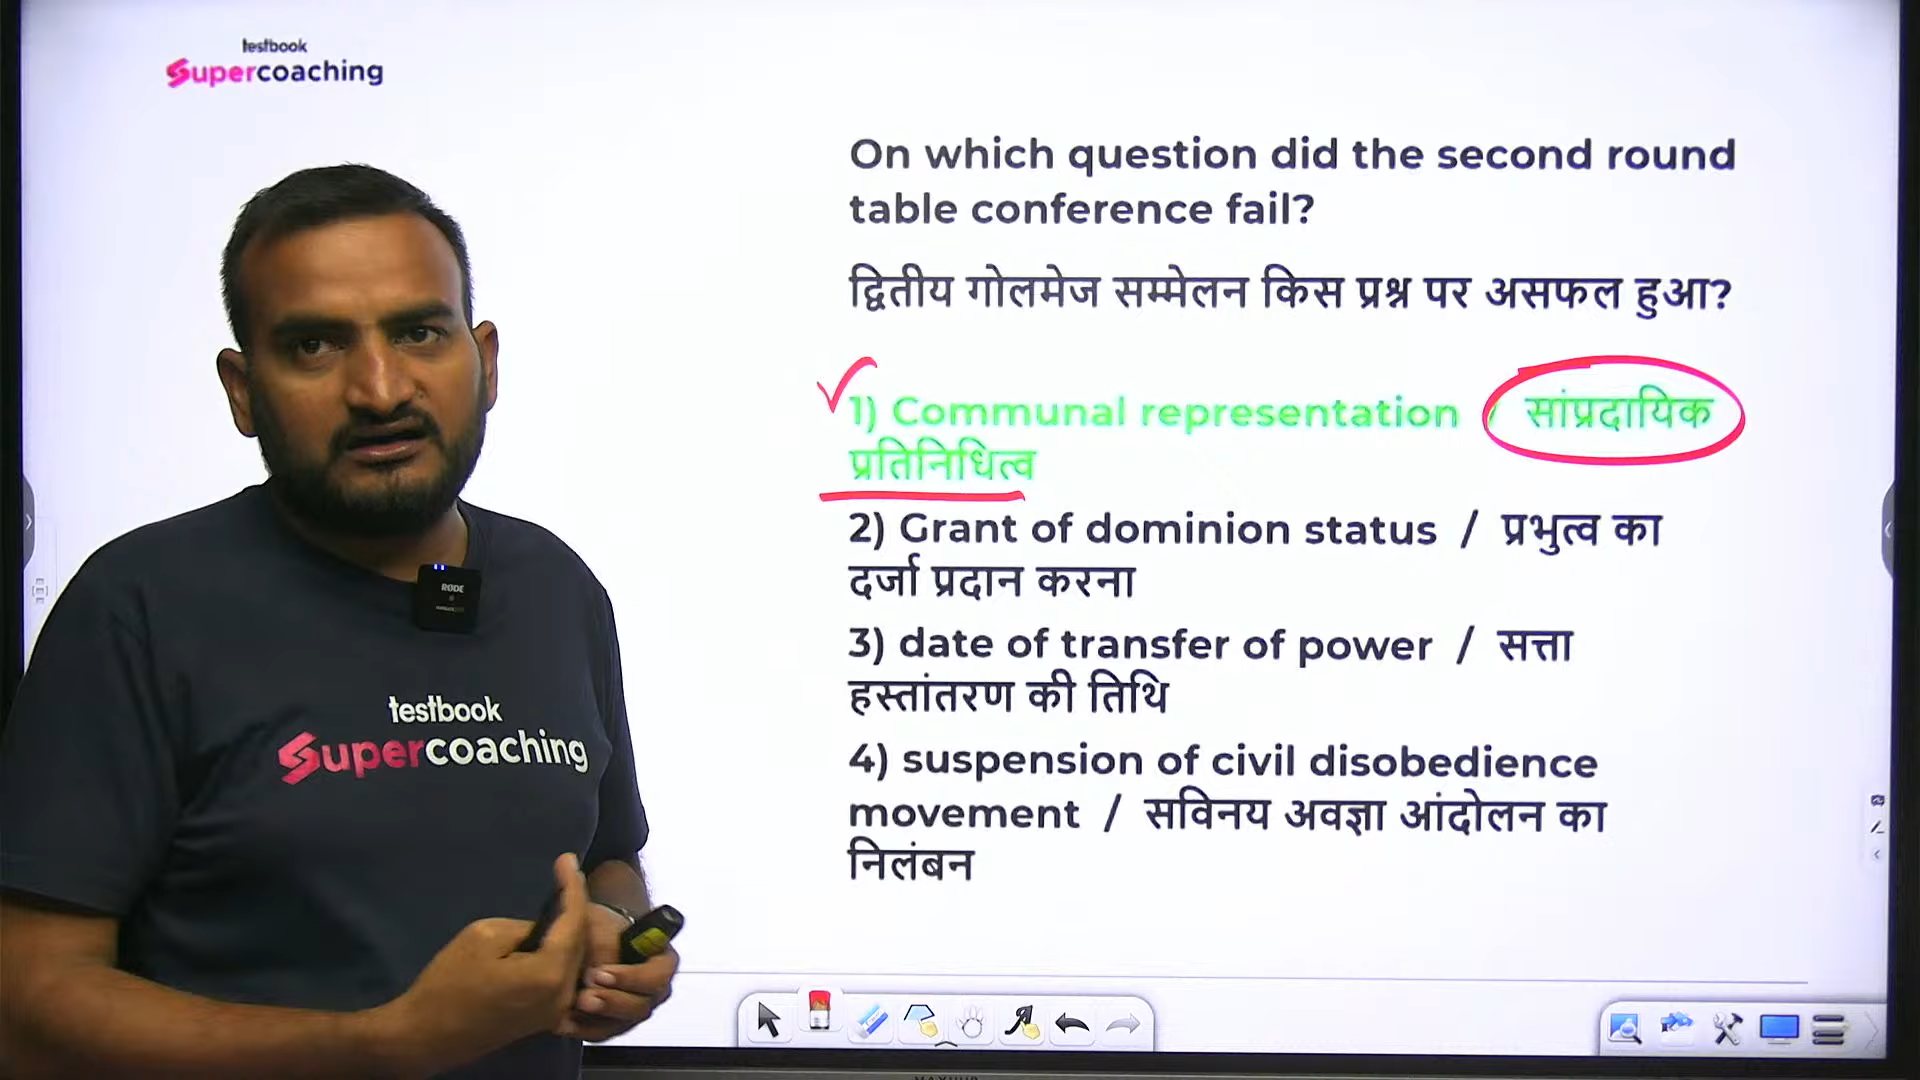 testbook
Supercoaching
On which question did the second round
table conference fail?
द्वितीय गोलमेज सम्मेलन किस प्रश्न पर असफल हुआ?
1) Communal representation / सांप्रदायिक
प्रतिनिधित्व
2) Grant of dominion status / प्रभुत्व का
दर्जा प्रदान करना
3) date of transfer of power / सत्ता
हस्तांतरण की तिथि
4) suspension of civil disobedience
movement / सविनय अवज्ञा आंदोलन का
निलंबन
RØDE
testbook
Supercoaching